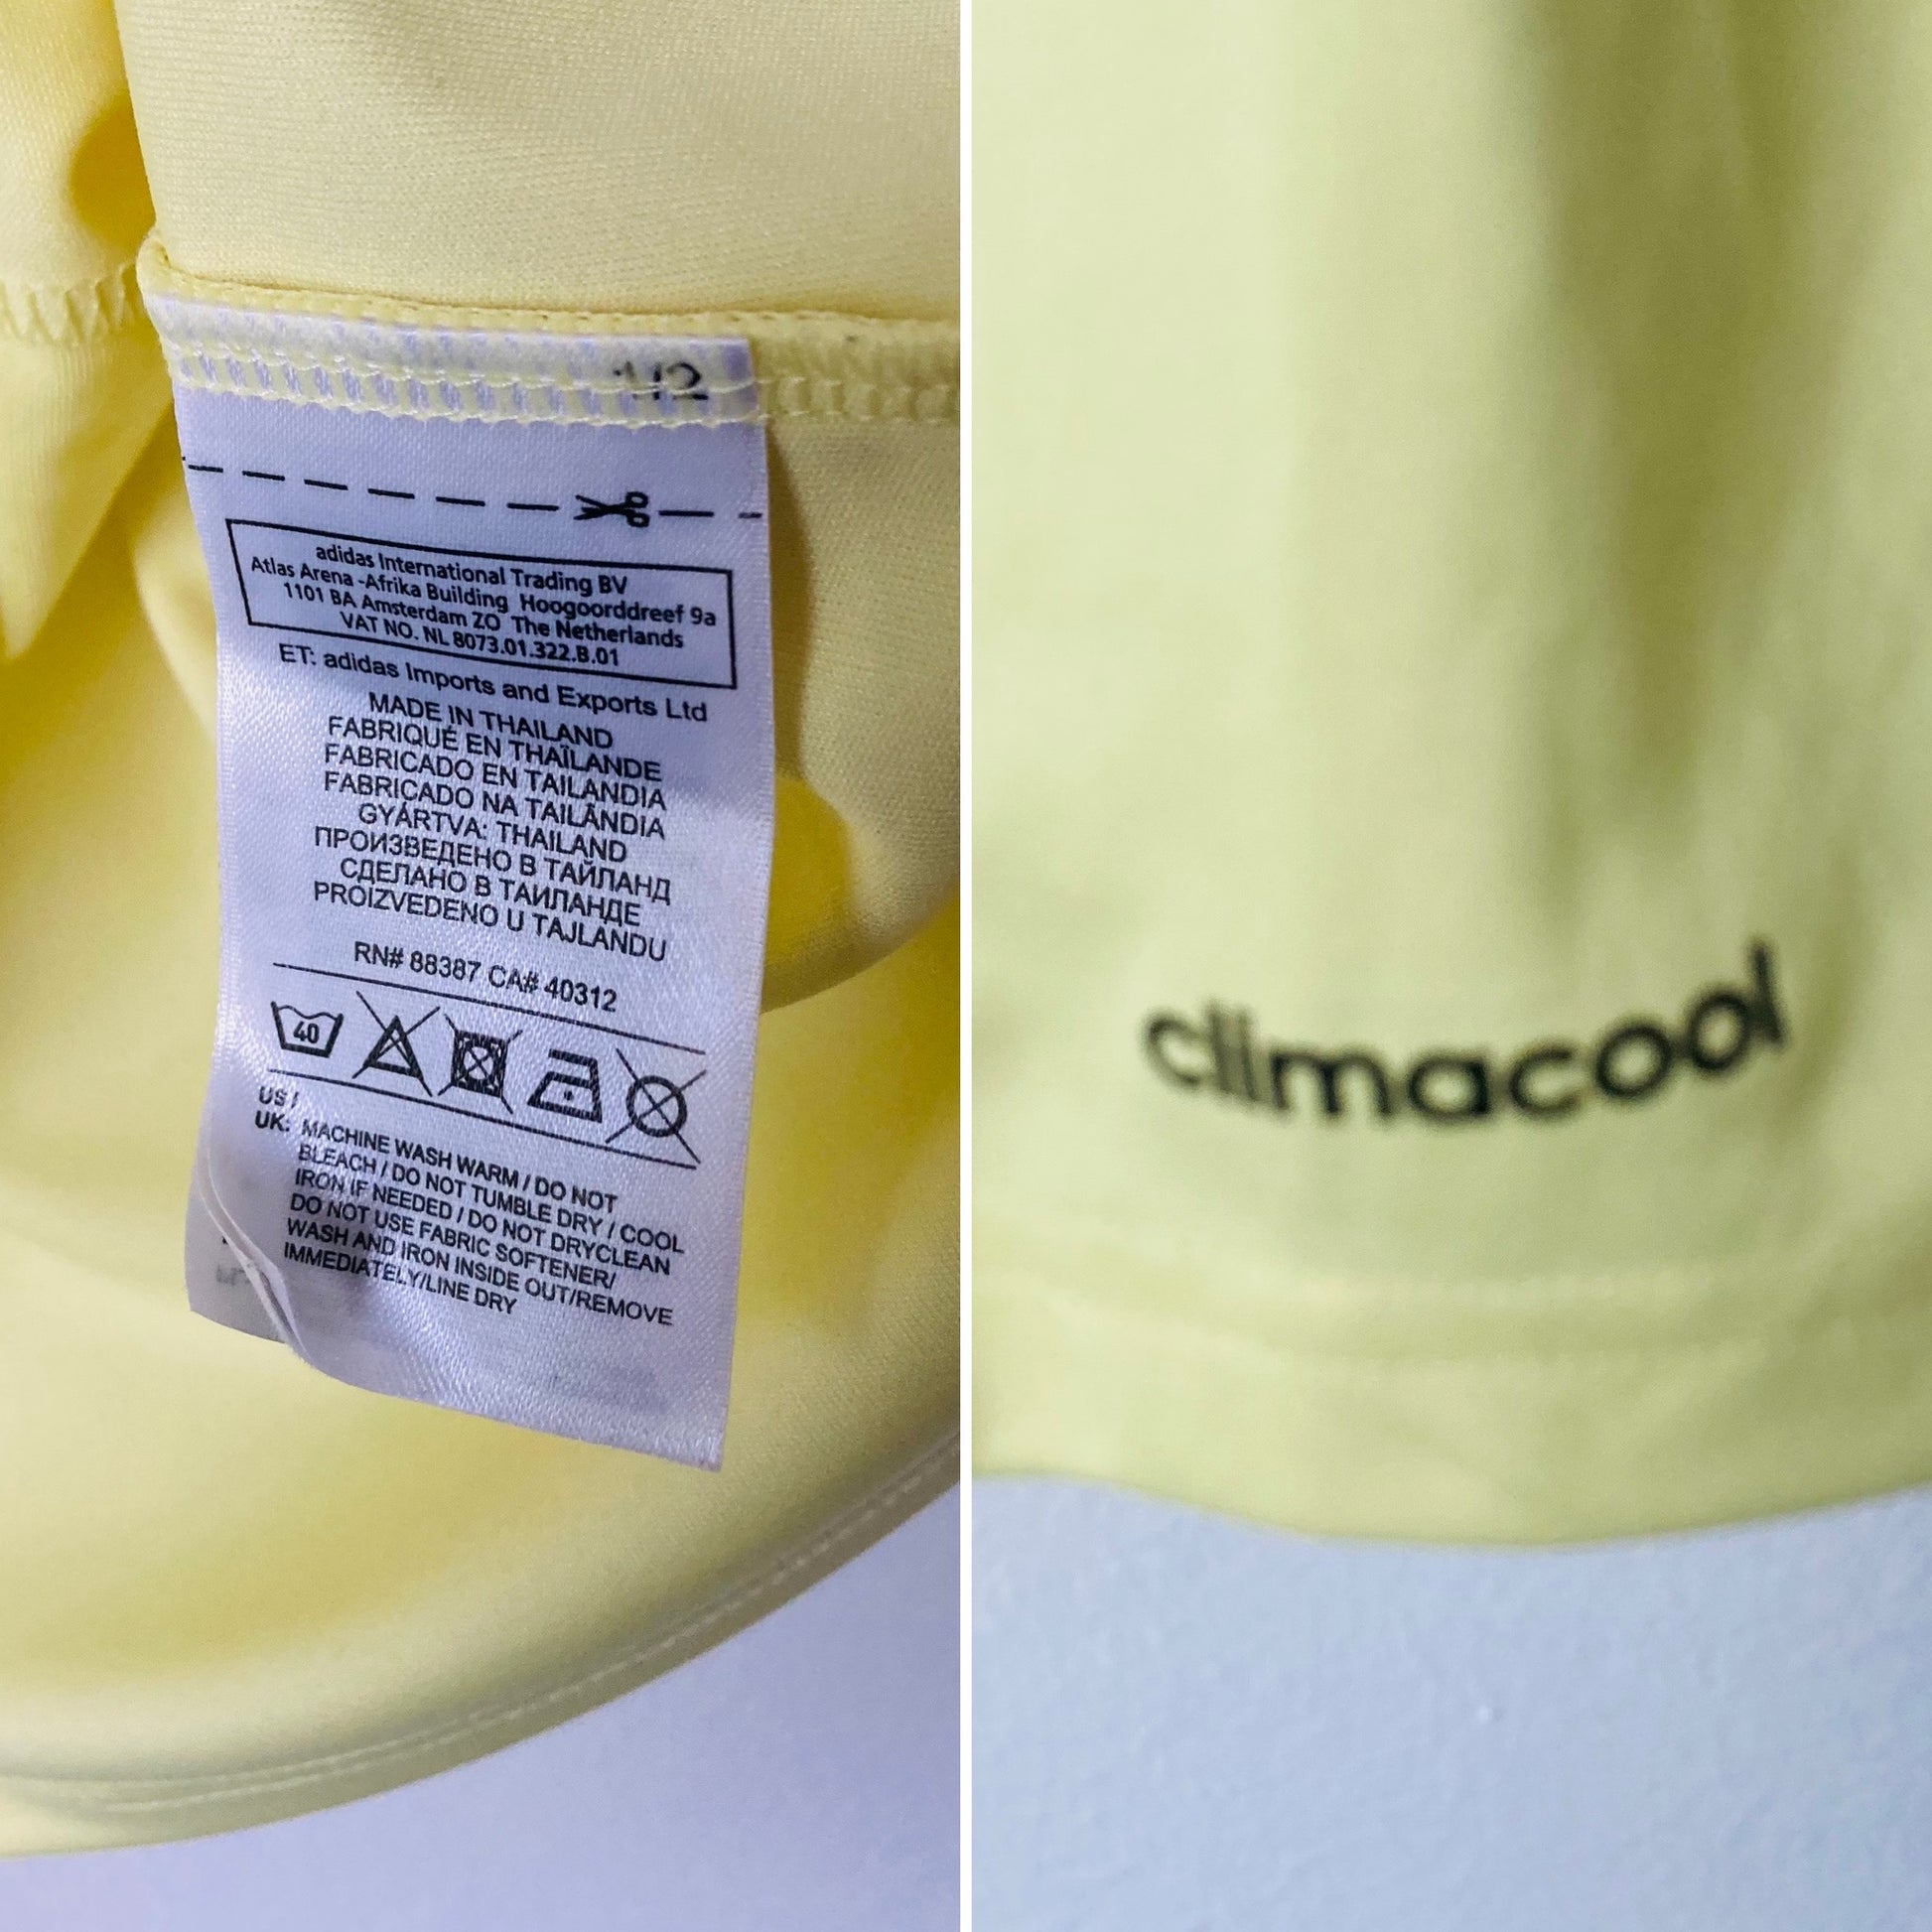 1/2
adidas International Trading BV
Atlas Arena -Afrika Building Hoogoorddreef 9a
1101 BA Amsterdam ZO The Netherlands
VAT NO. NL 8073.01.322.B.01
ET: adidas Imports and Exports Ltd
MADE IN THAILAND
FABRIQUÉ EN THAÏLANDE
FABRICADO EN TAILANDIA
FABRICADO NA TAILÂNDIA
GYÁRTVA: THAILAND
ПРОИЗВЕДЕНО В ТАЙЛАНД
СДЕЛАНО В ТАИЛАНДЕ
PROIZVEDENO U TAJLANDU
RN# 88387 CA# 40312
40
US /
UK: MACHINE WASH WARM / DO NOT
BLEACH / DO NOT TUMBLE DRY / COOL
IRON IF NEEDED / DO NOT DRYCLEAN
DO NOT USE FABRIC SOFTENER/
WASH AND IRON INSIDE OUT/REMOVE
IMMEDIATELY/LINE DRY
climacool